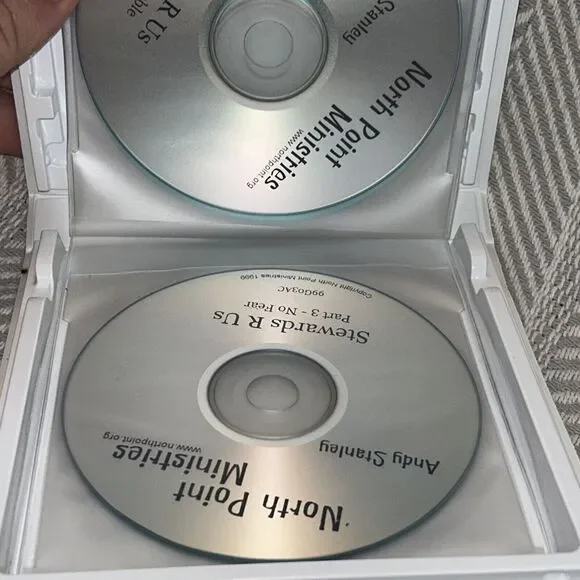 R Us
Stanley
North Point
Ministries
www.northpoint.org
North Point
Ministries
www.northpoint.org
Andy Stanley
Stewards R Us
Part 3 - No Fear
99G03AC
Copyright North Point Ministries 1999